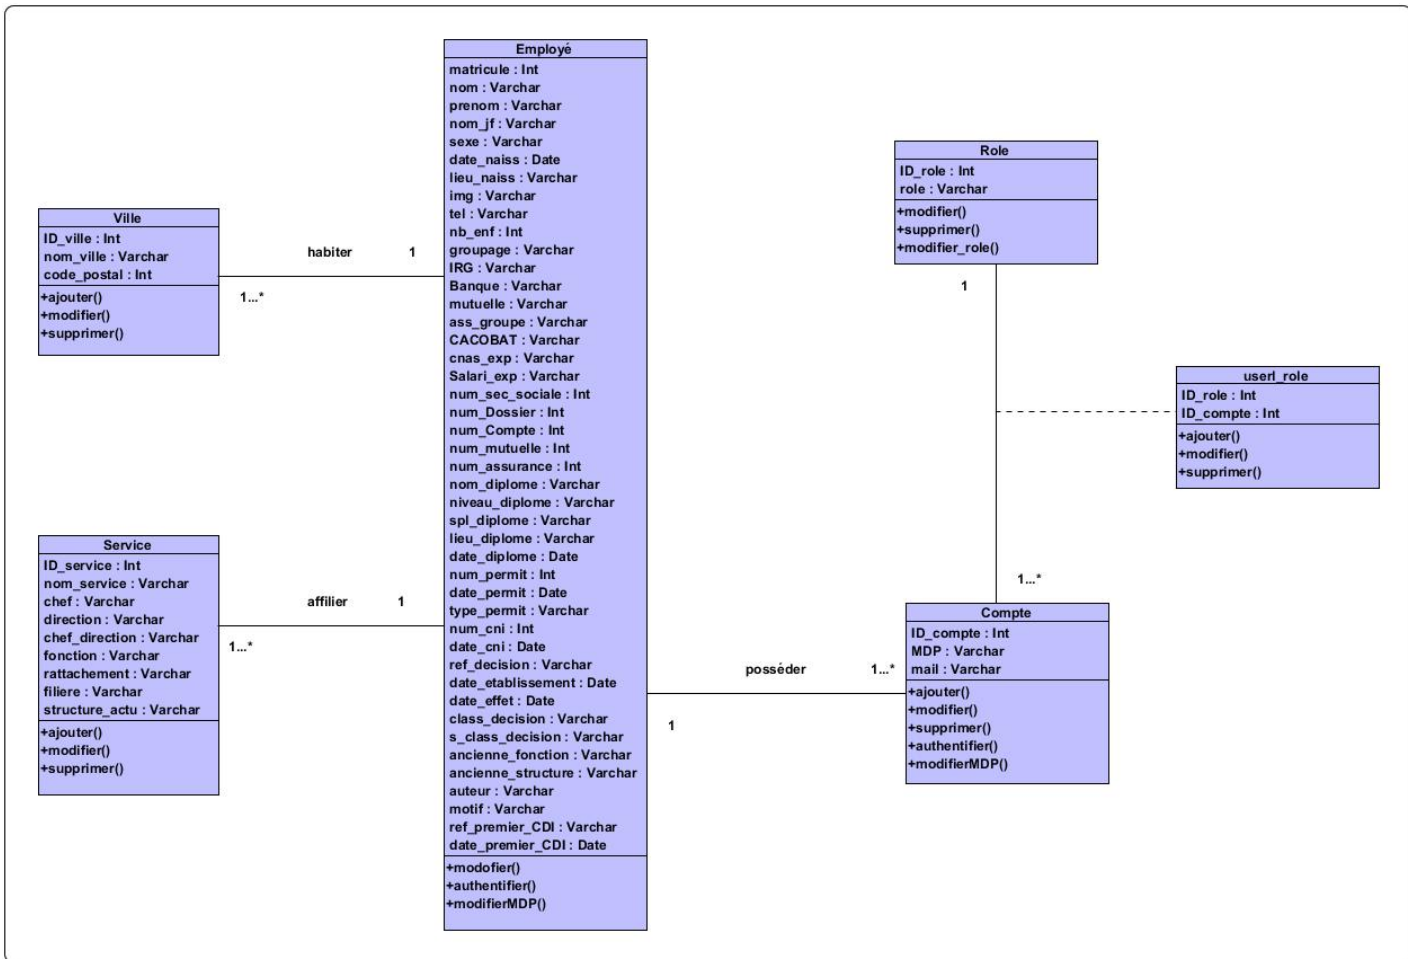 Employé
matricule : Int
nom : Varchar
prenom : Varchar
nom_jf : Varchar
sexe : Varchar
date_naiss : Date
lieu_naiss : Varchar
img : Varchar
tel : Varchar
nb_enf : Int
groupage : Varchar
IRG : Varchar
Banque : Varchar
mutuelle : Varchar
ass_groupe : Varchar
CACOBAT : Varchar
cnas_exp : Varchar
Salari_exp : Varchar
num_sec_sociale : Int
num_Dossier : Int
num_Compte : Int
num_mutuelle : Int
num_assurance : Int
nom_diplome : Varchar
niveau_diplome : Varchar
spl_diplome : Varchar
lieu_diplome : Varchar
date_diplome : Date
num_permit : Int
date_permit : Date
type_permit : Varchar
num_cni : Int
date_cni : Date
ref_decision : Varchar
date_etablissement : Date
date_effet : Date
class_decision : Varchar
s_class_decision : Varchar
ancienne_fonction : Varchar
ancienne_structure : Varchar
auteur : Varchar
motif : Varchar
ref_premier_CDI : Varchar
date_premier_CDI : Date
+modofier()
+authentifier()
+modifierMDP()
Ville
ID_ville : Int
nom_ville : Varchar
code_postal : Int
+ajouter()
+modifier()
+supprimer()
habiter
1
1...*
Service
ID_service : Int
nom_service : Varchar
chef : Varchar
direction : Varchar
chef_direction : Varchar
fonction : Varchar
rattachement : Varchar
filiere : Varchar
structure_actu : Varchar
+ajouter()
+modifier()
+supprimer()
affilier
1
1...*
Role
ID_role : Int
role : Varchar
+modifier()
+supprimer()
+modifier_role()
1
userl_role
ID_role : Int
ID_compte : Int
+ajouter()
+modifier()
+supprimer()
1...*
Compte
ID_compte : Int
MDP : Varchar
mail : Varchar
+ajouter()
+modifier()
+supprimer()
+authentifier()
+modifierMDP()
posséder
1...*
1